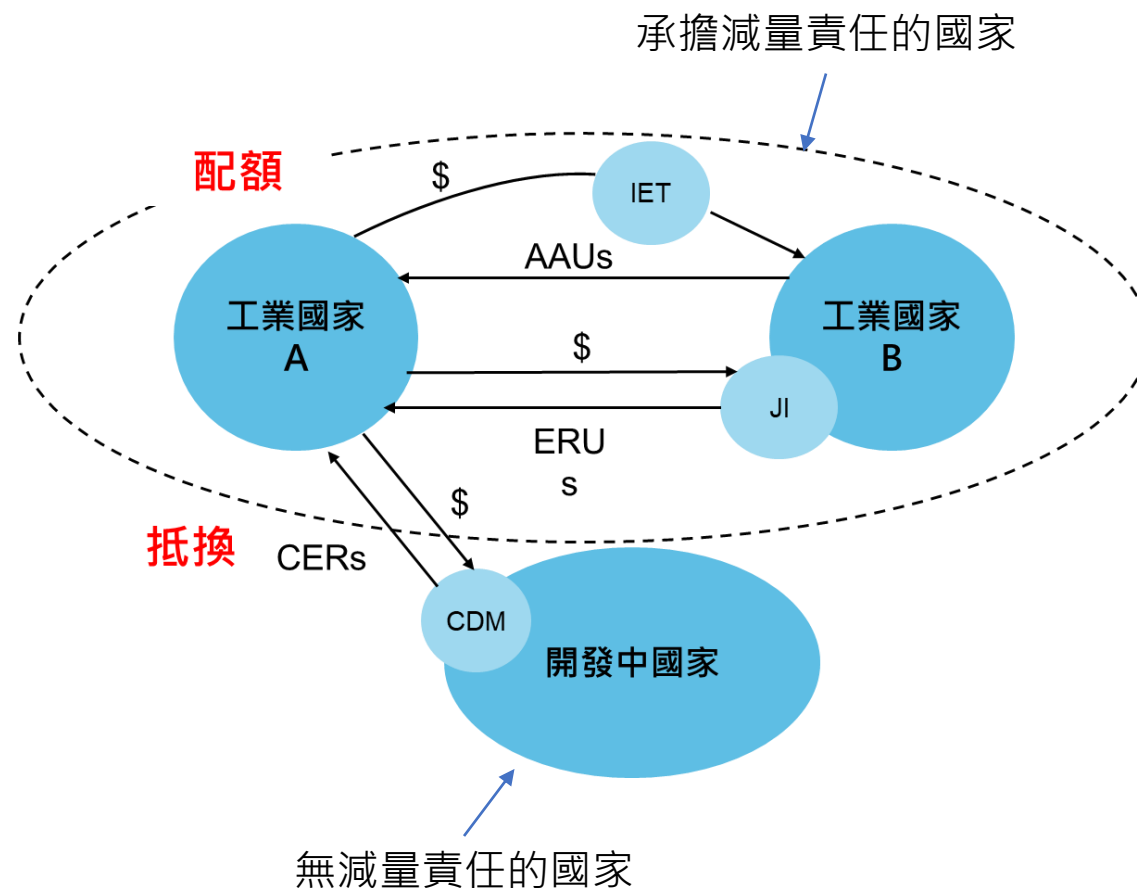 承擔減量責任的國家
配額
$
IET
AAUs
工業國家
A
工業國家
B
$
JI
ERU
s
$
抵換
CERs
CDM
開發中國家
無減量責任的國家